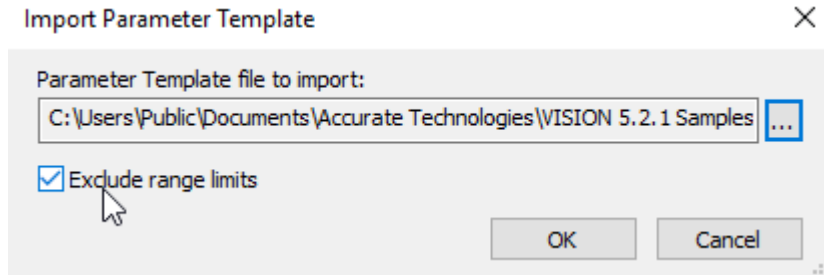 Import Parameter Template
Parameter Template file to import:
C:\Users\Public\Documents\Accurate Technologies\VISION 5.2.1 Samples
...
Exclude range limits
OK Cancel